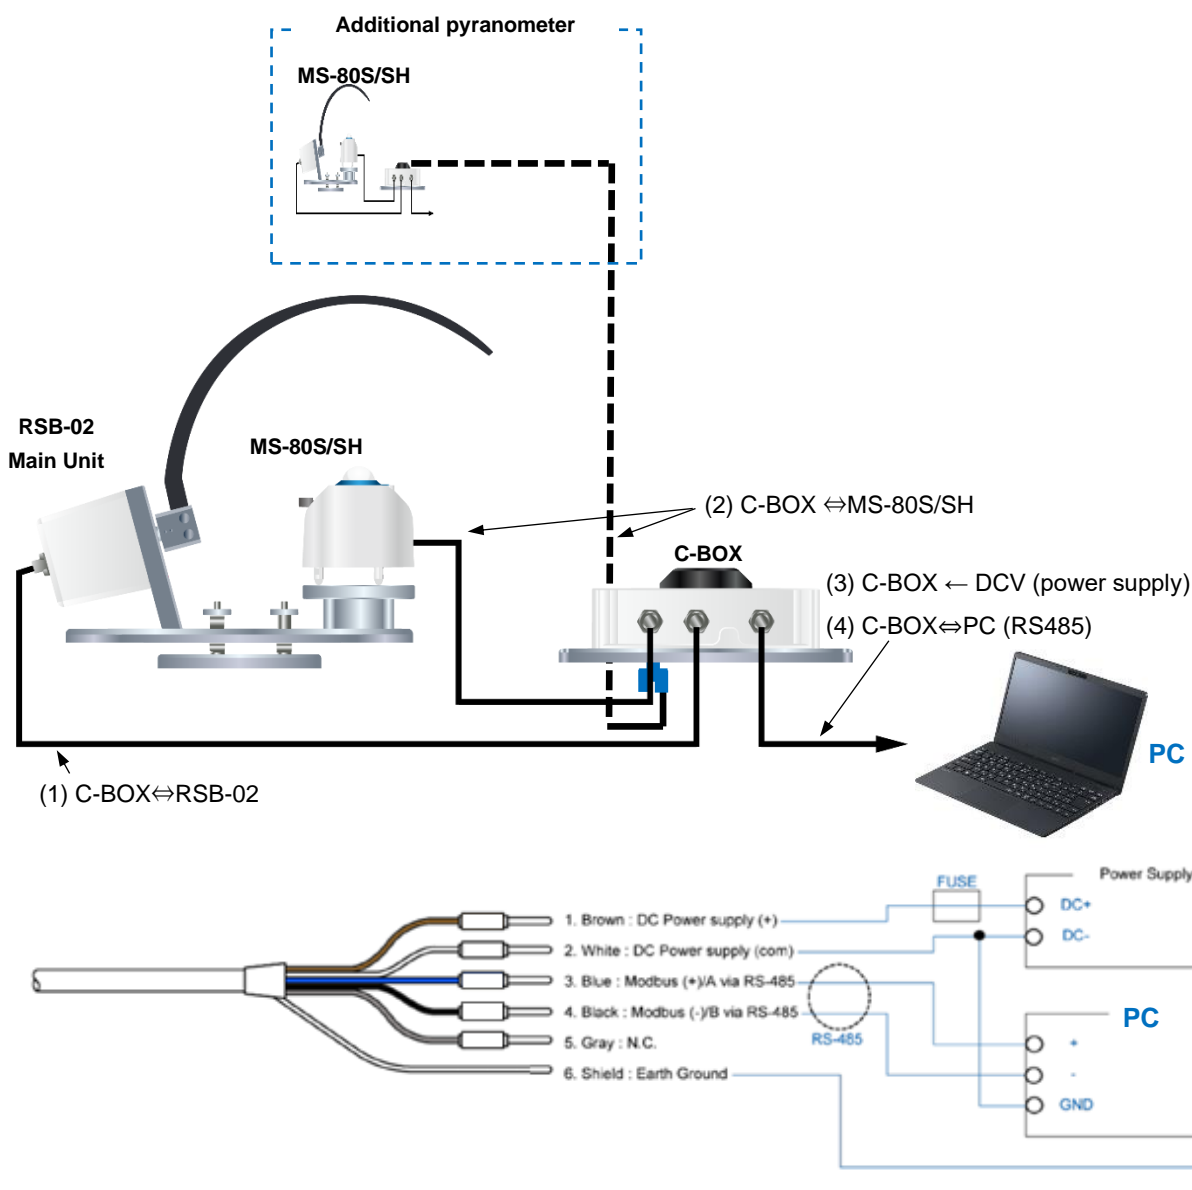 Additional pyranometer
MS-80S/SH
RSB-02
Main Unit
MS-80S/SH
(2) C-BOX ⇔MS-80S/SH
C-BOX
(3) C-BOX ← DCV (power supply)
(4) C-BOX⇔PC (RS485)
PC
(1) C-BOX⇔RSB-02
FUSE
Power Supply
1. Brown : DC Power supply (+)
DC+
2. White : DC Power supply (com)
DC-
3. Blue : Modbus (+)/A via RS-485
4. Black : Modbus (-)/B via RS-485
PC
RS-485
5. Gray : N.C.
+
6. Shield : Earth Ground
-
GND